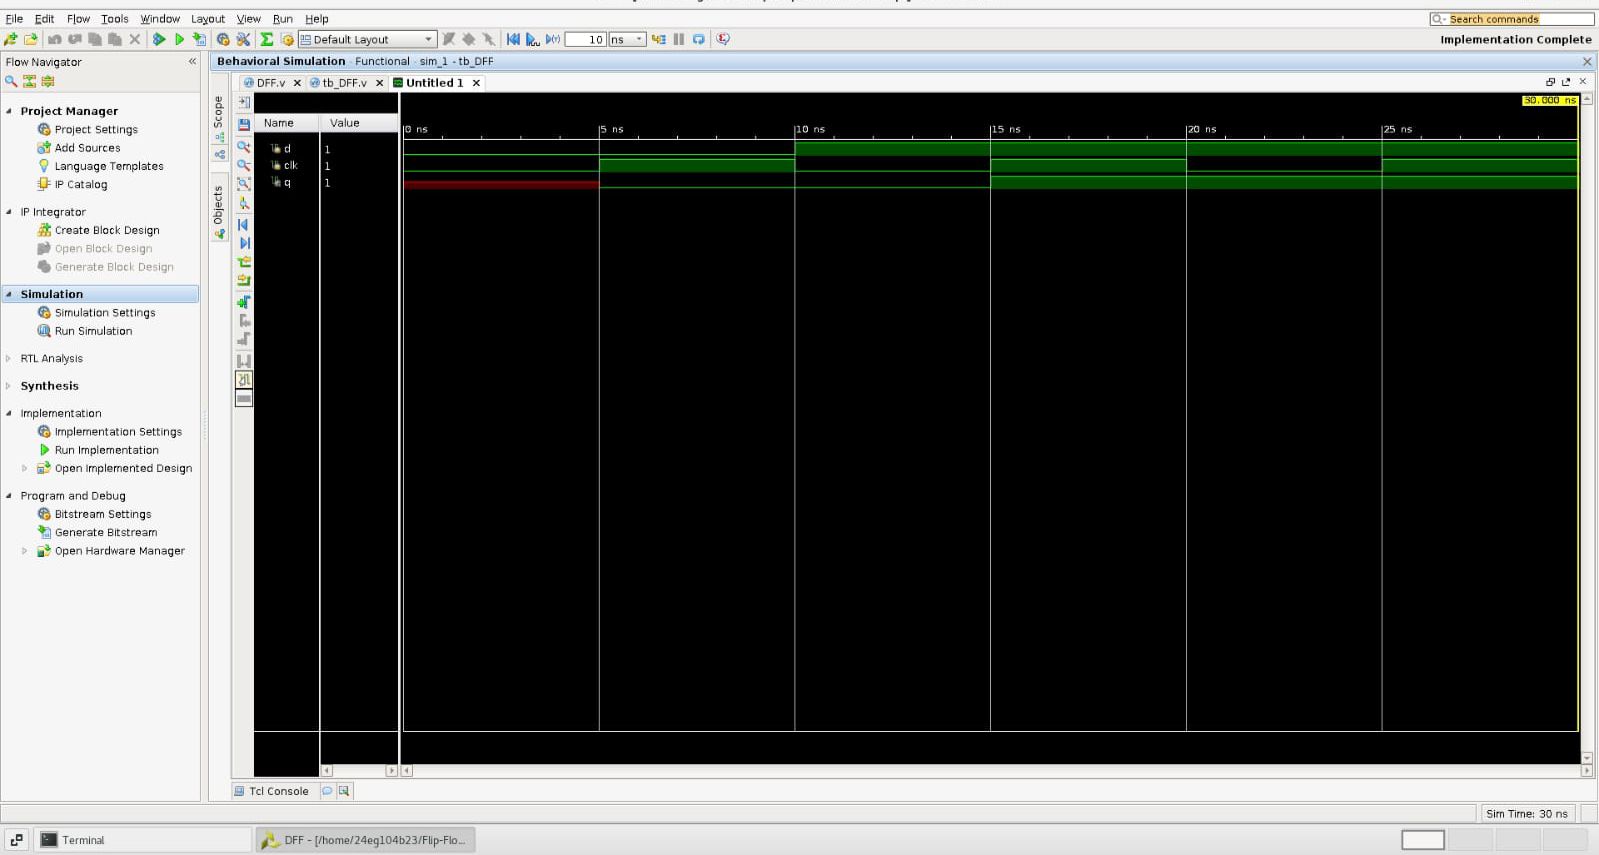 File Edit Flow Tools Window Layout View Run Help
Search commands
Default Layout 10 ns Implementation Complete
Flow Navigator
Behavioral Simulation - Functional - sim_1 - tb_DFF
DFF.v tb_DFF.v Untitled 1
Project Manager
Project Settings
Add Sources
Language Templates
IP Catalog
IP Integrator
Create Block Design
Open Block Design
Generate Block Design
Simulation
Simulation Settings
Run Simulation
RTL Analysis
Synthesis
Implementation
Implementation Settings
Run Implementation
Open Implemented Design
Program and Debug
Bitstream Settings
Generate Bitstream
Open Hardware Manager
Scope
Objects
30.000 ns
Name Value
0 ns 5 ns 10 ns 15 ns 20 ns 25 ns
d 1
clk 1
q 1
Tcl Console
Sim Time: 30 ns
Terminal
DFF - [/home/24eg104b23/Flip-Flo...